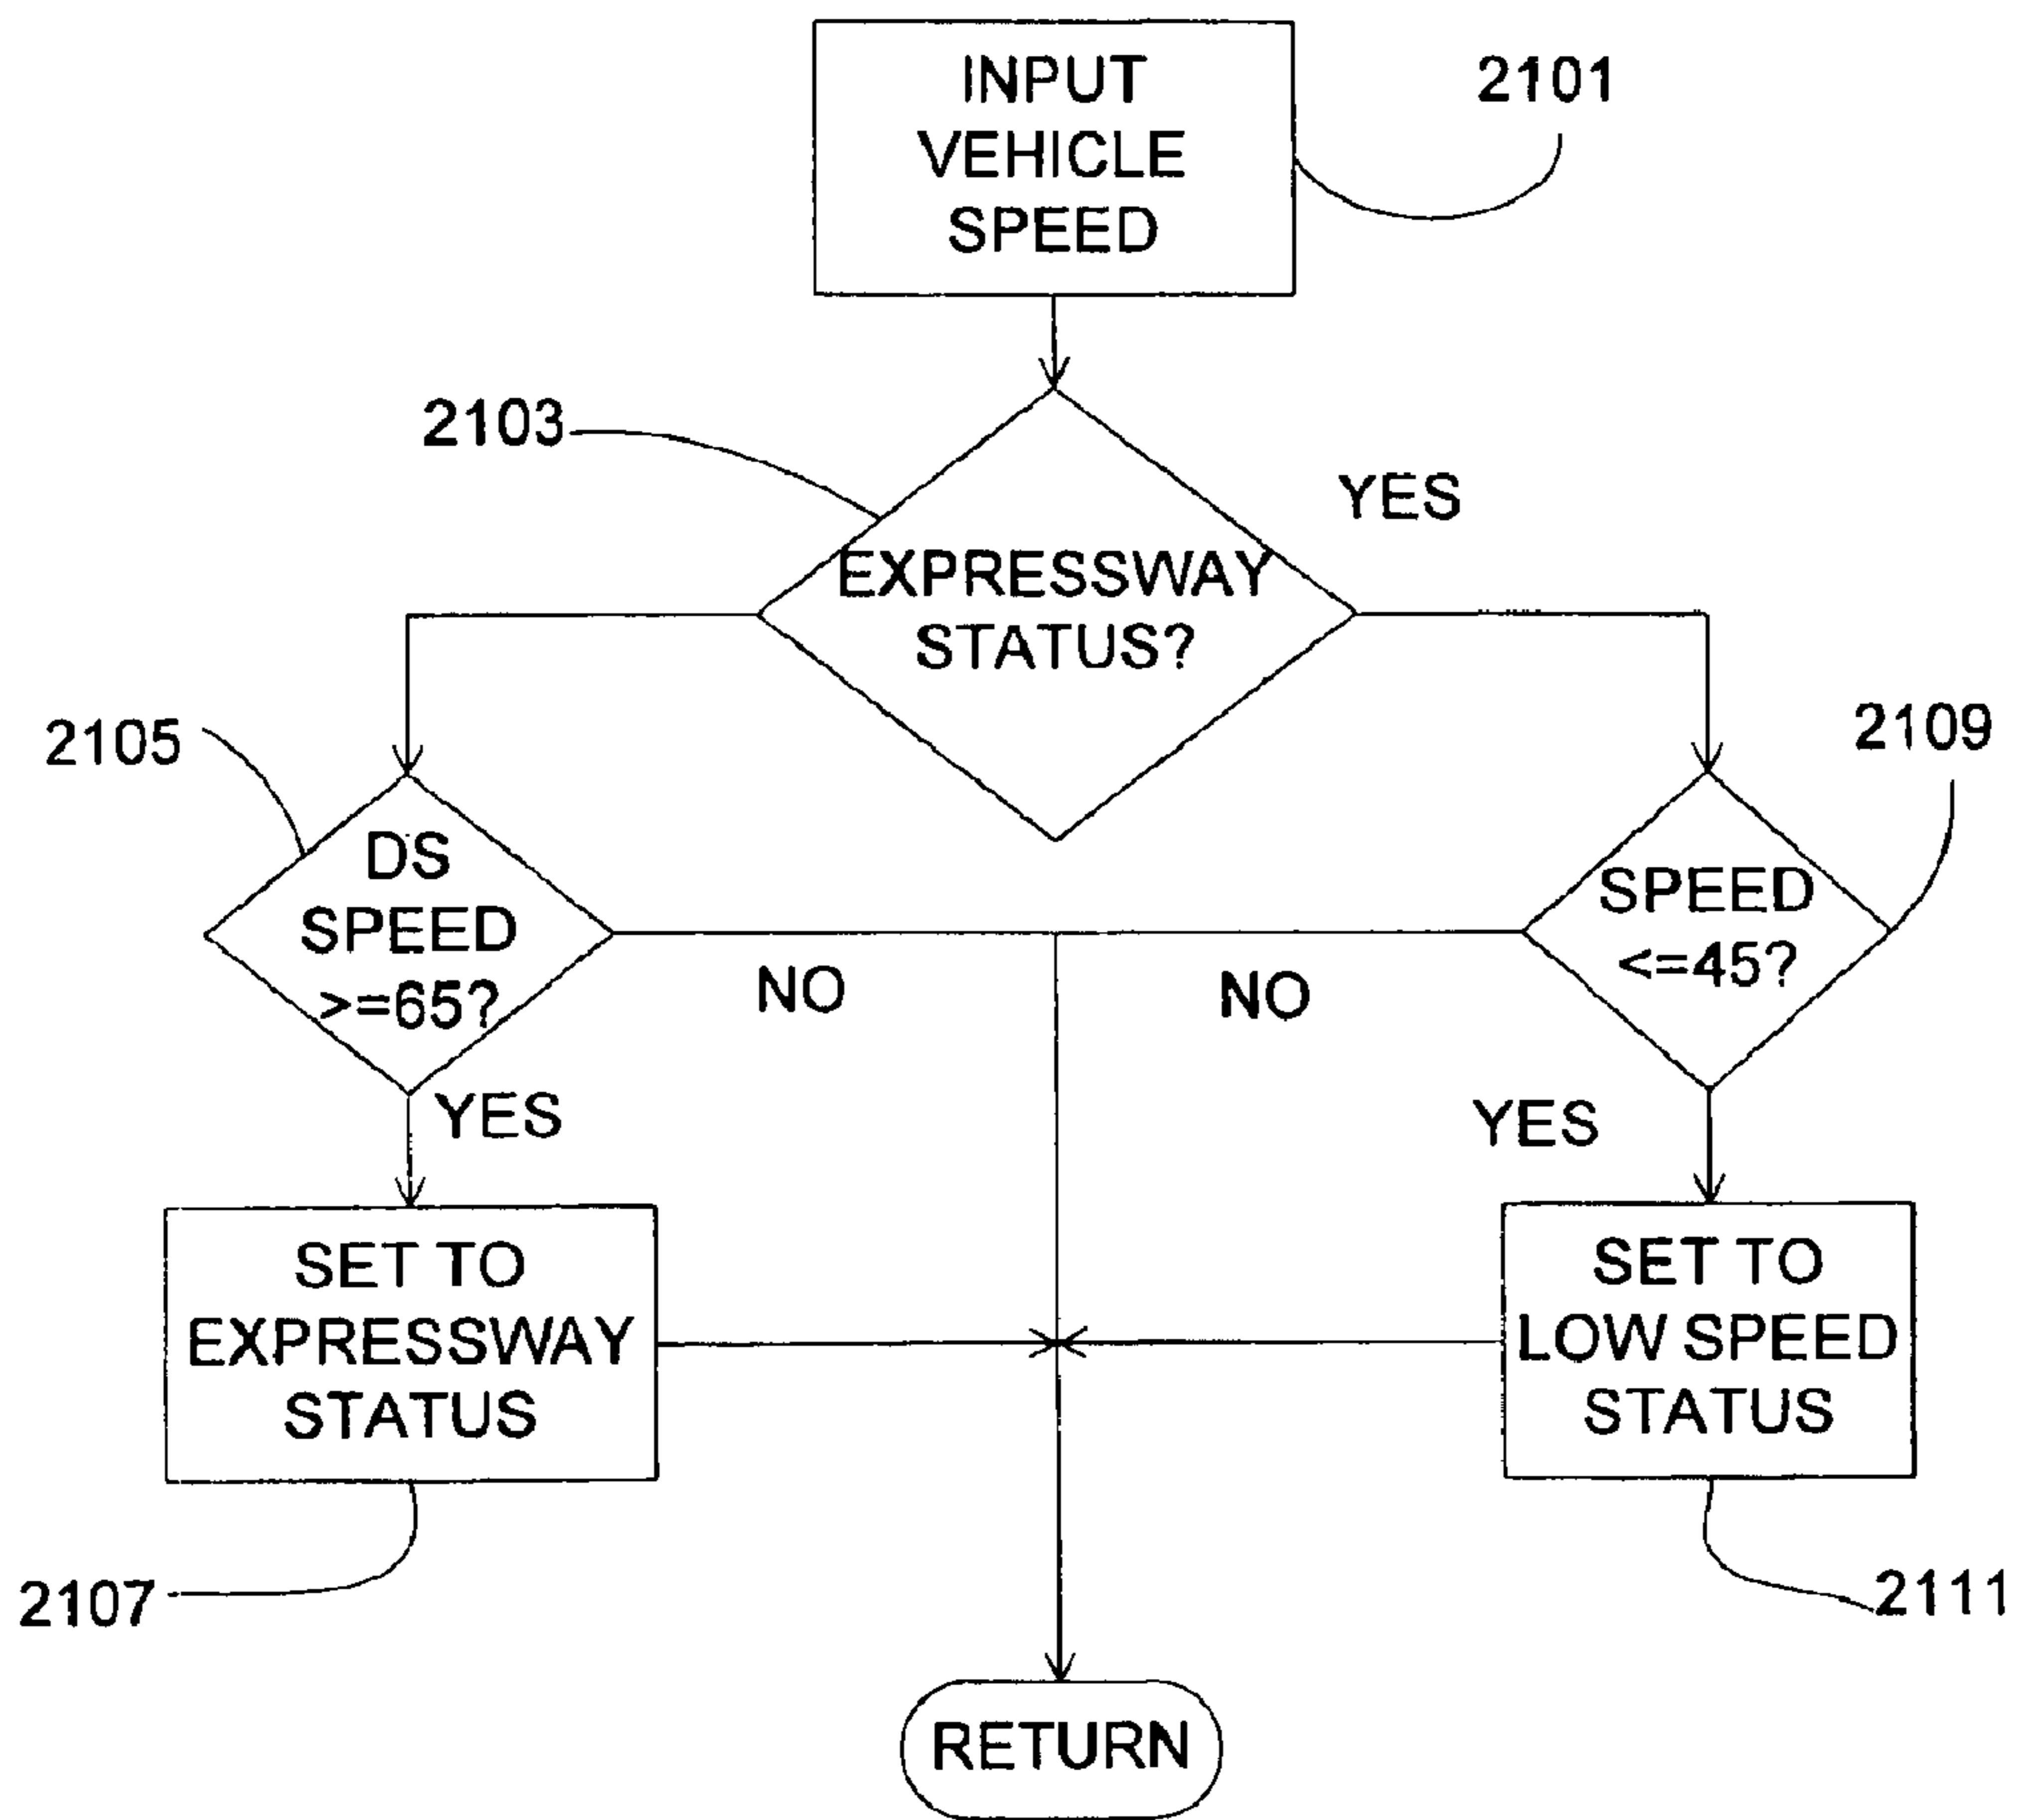 INPUT
VEHICLE
SPEED
2101
2103
YES
EXPRESSWAY
STATUS?
2105
2109
DS
SPEED
>=65?
SPEED
<=45?
NO
NO
YES
YES
SET TO
EXPRESSWAY
STATUS
SET TO
LOW SPEED
STATUS
2107
2111
RETURN